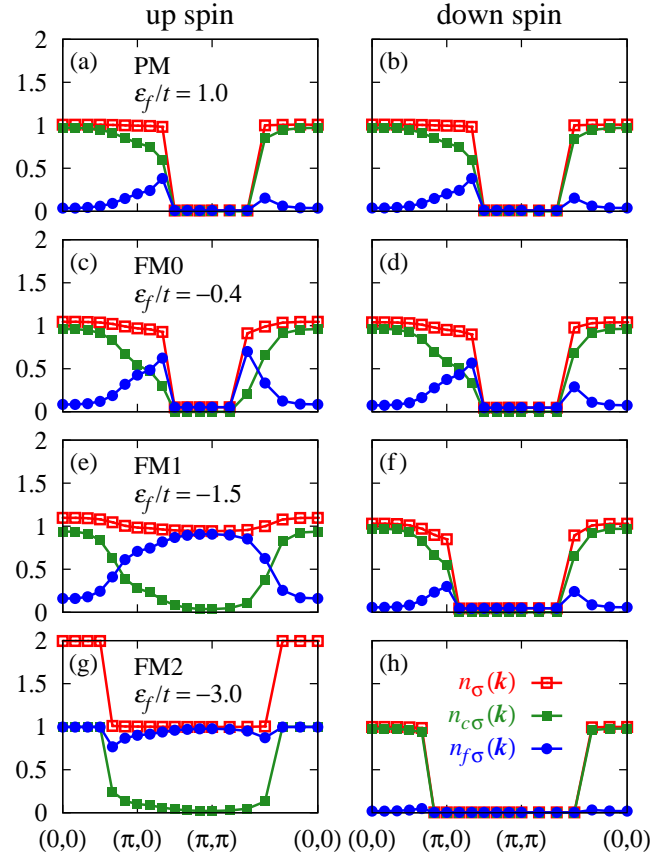 up spin down spin
2
1.5
1
0.5
0
(a) PM
εf/t = 1.0
(b)
2
1.5
1
0.5
0
(c) FM0
εf/t = −0.4
(d)
2
1.5
1
0.5
0
(e) FM1
εf/t = −1.5
(f)
2
1.5
1
0.5
0
(g) FM2
εf/t = −3.0
(h)
nσ(k)
ncσ(k)
nfσ(k)
(0,0) (π,0) (π,π) (0,0) (0,0) (π,0) (π,π) (0,0)